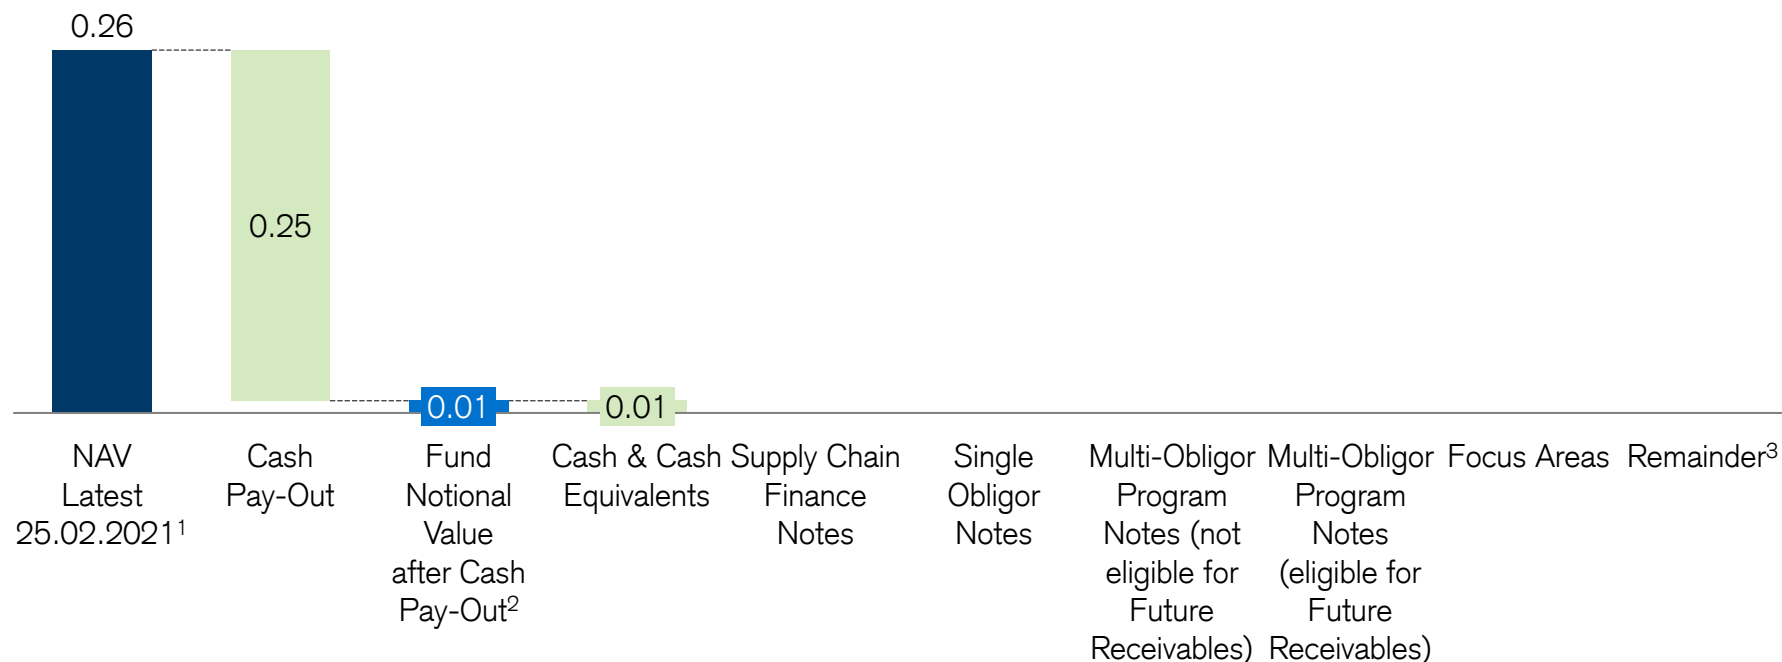 0.26
0.25
0.01
0.01
NAV
Latest
25.02.2021¹
Cash
Pay-Out
Fund
Notional
Value
after Cash
Pay-Out²
Cash & Cash
Equivalents
Supply Chain
Finance
Notes
Single
Obligor
Notes
Multi-Obligor
Program
Notes (not
eligible for
Future
Receivables)
Multi-Obligor
Program
Notes
(eligible for
Future
Receivables)
Focus Areas
Remainder³